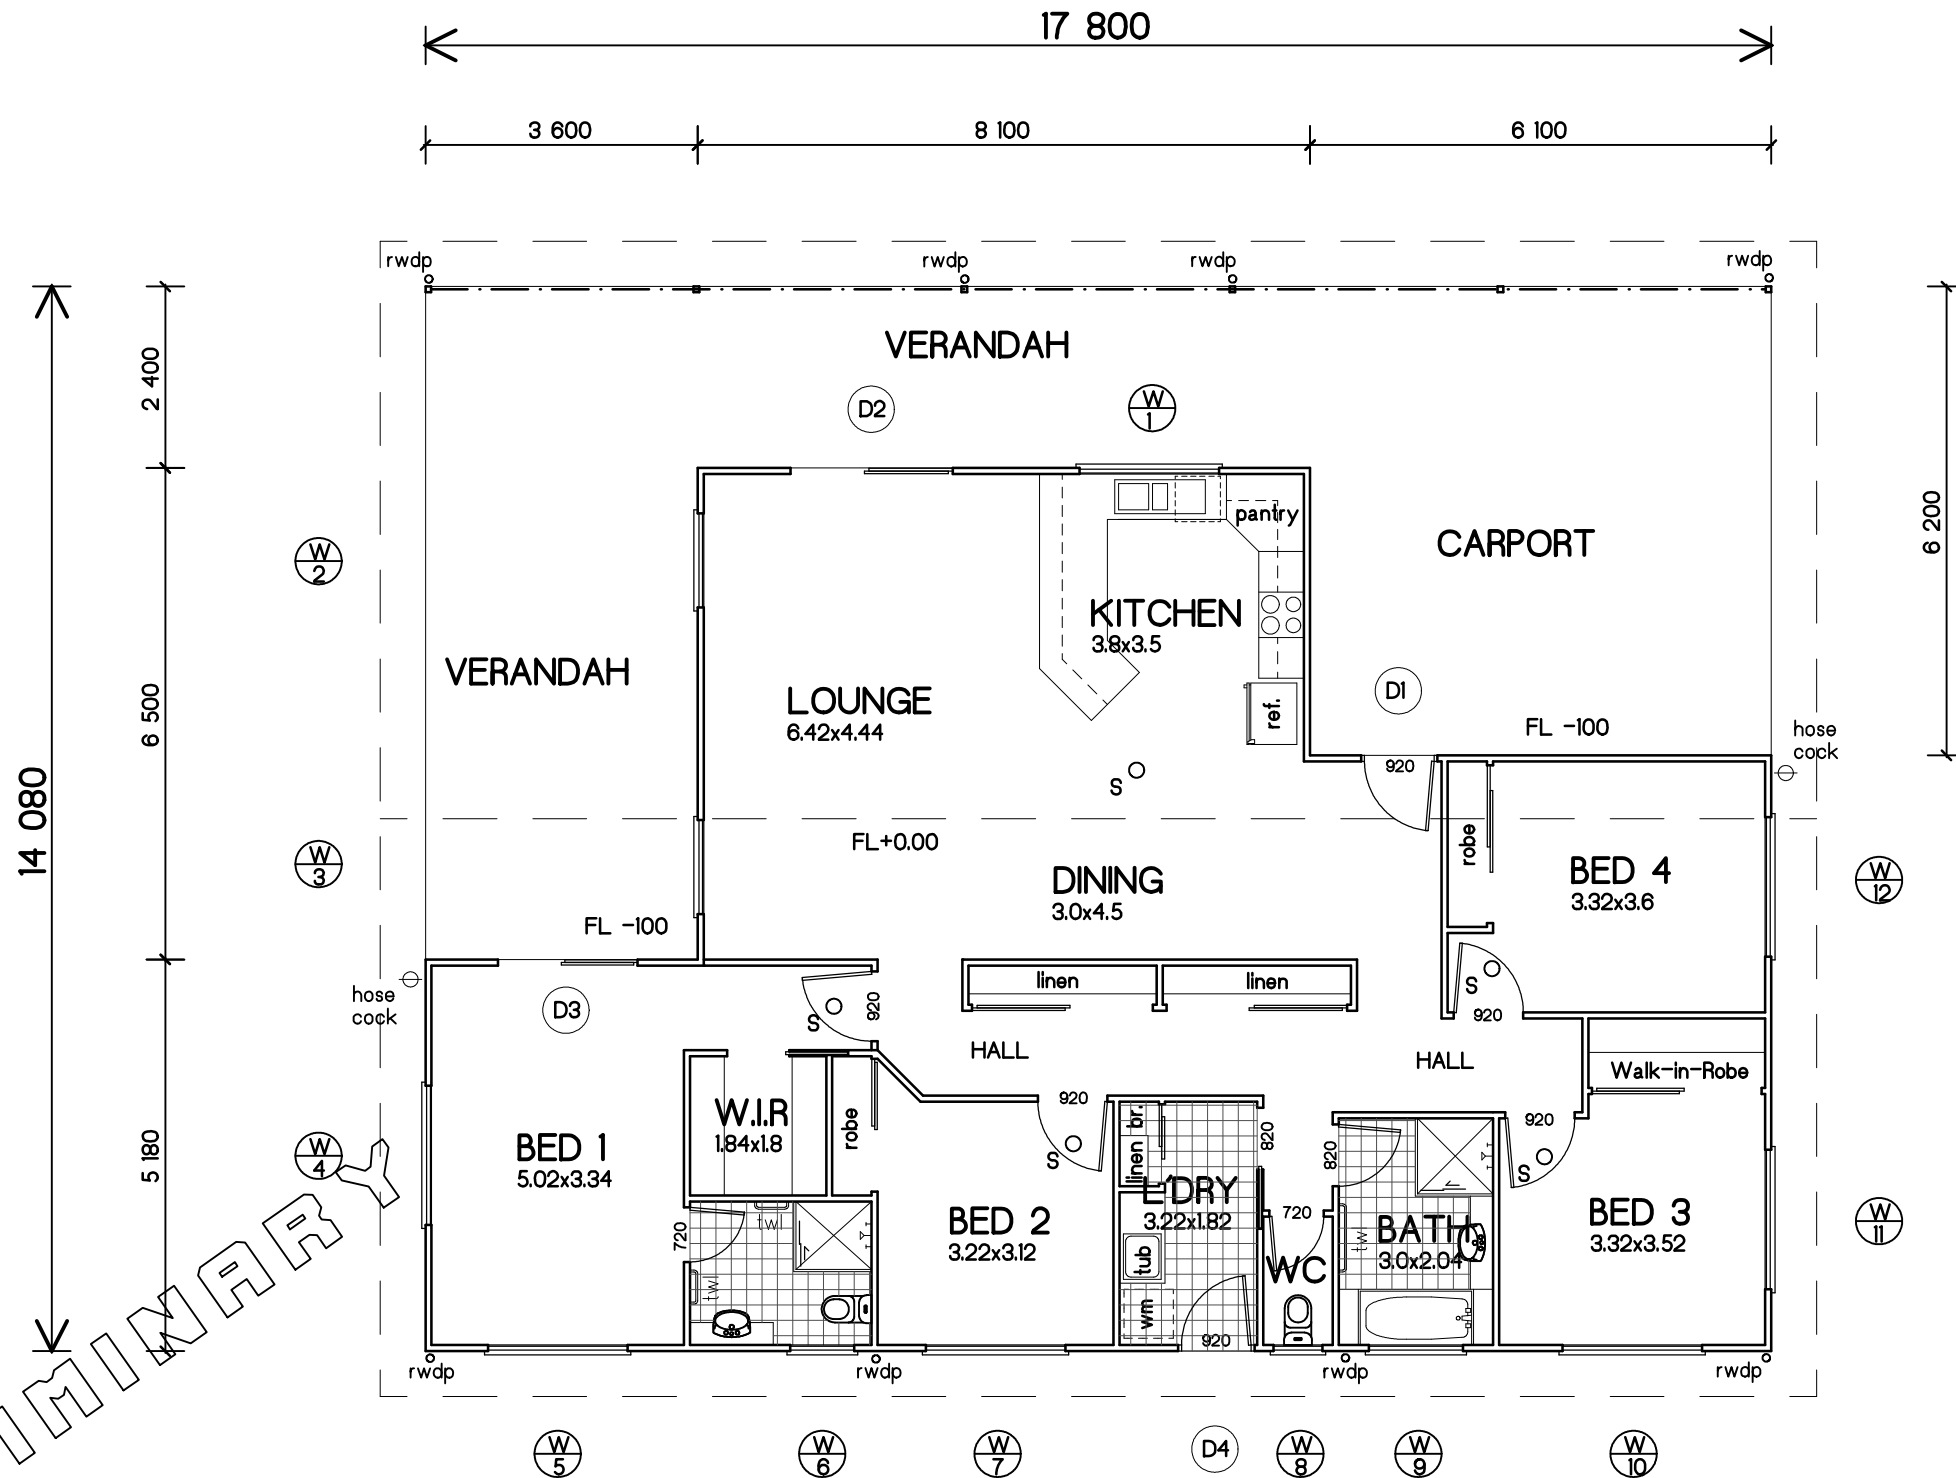 17 800
3 600
8 100
6 100
rwdp
rwdp
rwdp
rwdp
VERANDAH
2 400
D2
W
1
6 200
pantry
CARPORT
W
2
KITCHEN
3.8x3.5
VERANDAH
LOUNGE
6.42x4.44
6 500
ref.
D1
FL -100
hose
cock
920
S
14 080
FL+0.00
robe
W
3
DINING
3.0x4.5
BED 4
3.32x3.6
W
12
FL -100
hose
cock
linen
linen
S
920
D3
S
920
HALL
HALL
Walk-in-Robe
W.I.R
1.84x1.8
robe
920
br.
linen
820
820
920
5 180
W
4
BED 1
5.02x3.34
S
S
L'DRY
3.22x1.82
BED 2
3.22x3.12
720
twl
twl
720
twl
BATH
3.0x2.04
BED 3
3.32x3.52
W
11
tub
WC
wm
920
rwdp
rwdp
rwdp
rwdp
W
5
W
6
W
7
D4
W
8
W
9
W
10
IMINARY